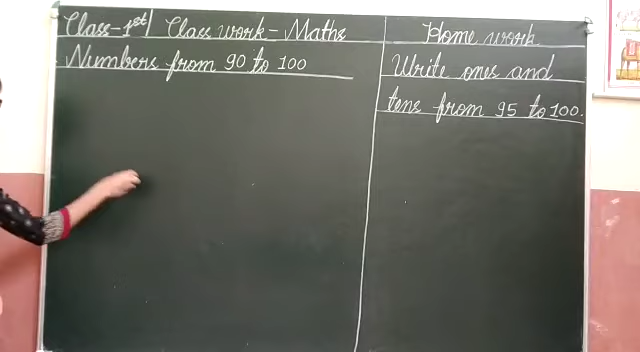 Class-1st Class work - Maths
Numbers from 90 to 100
Home work
Write ones and
tens from 95 to 100.